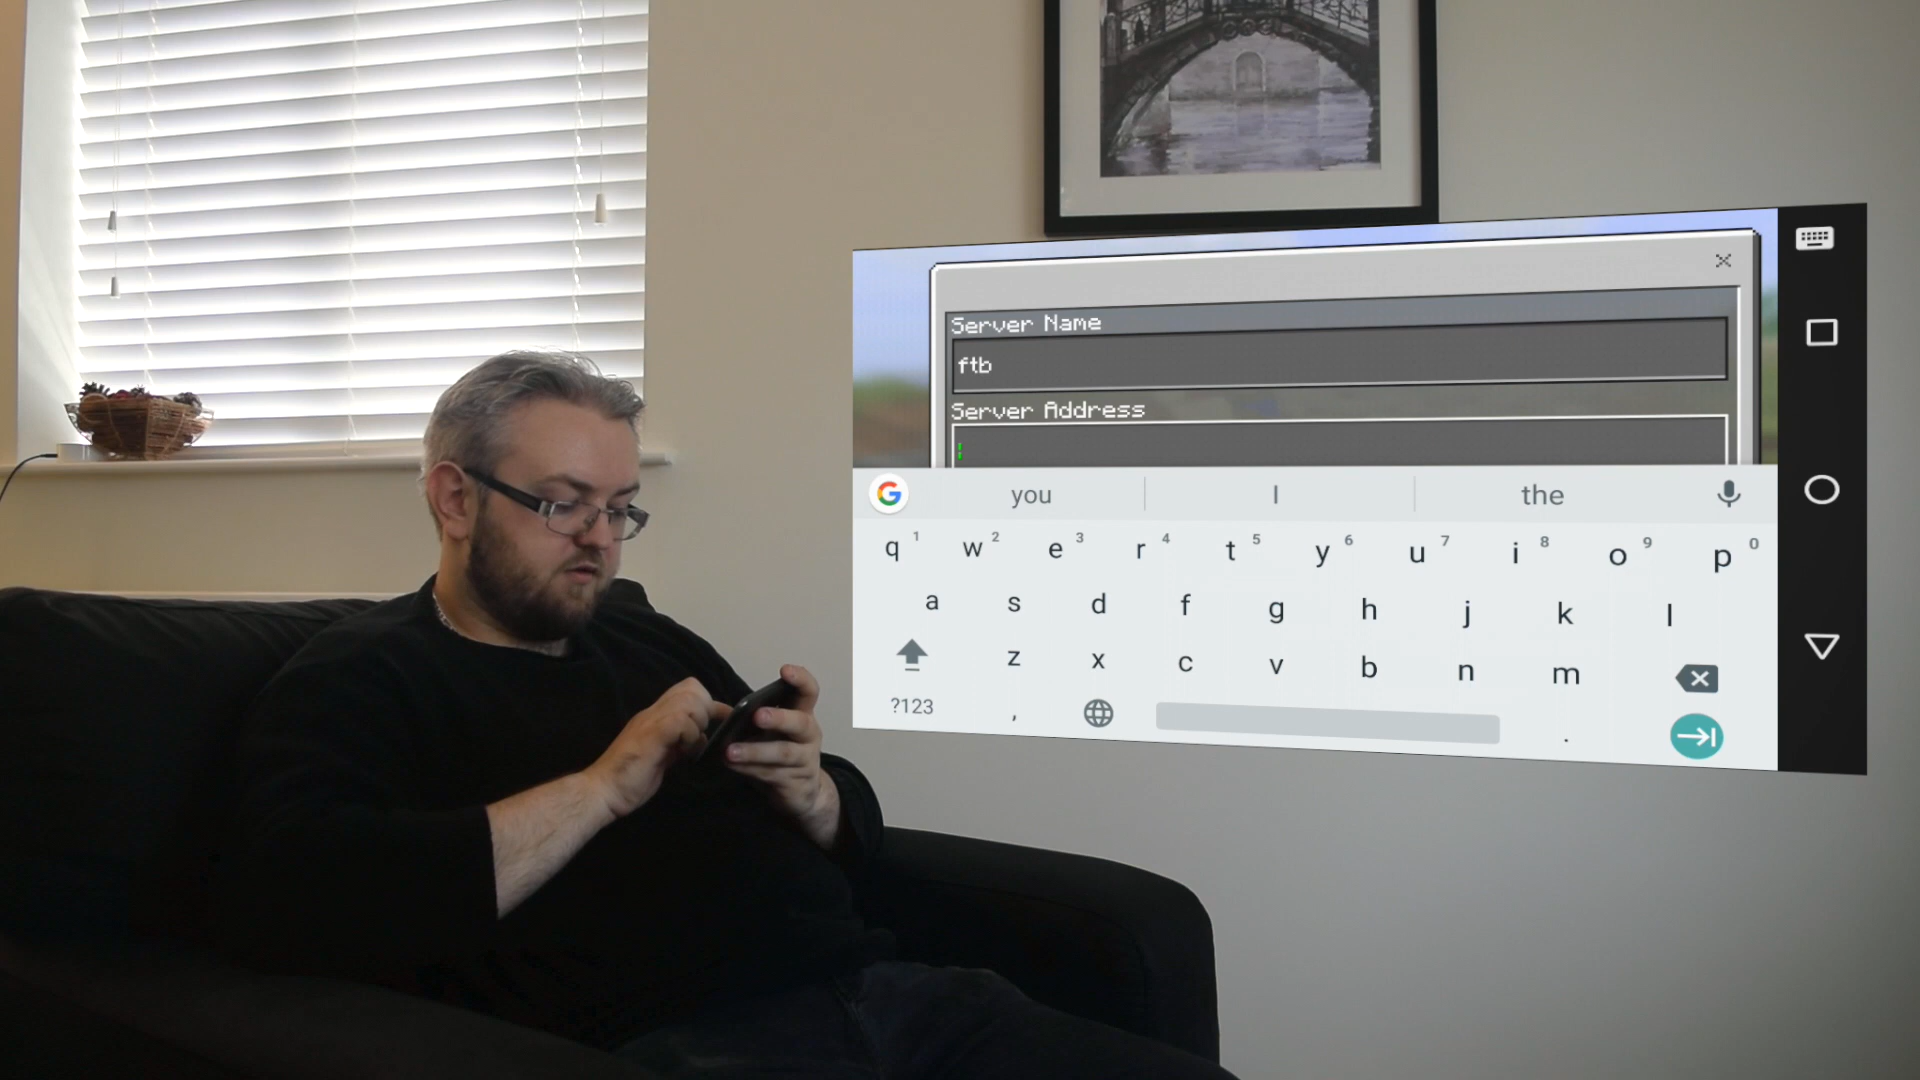 Server Name
ftb
Server Address
you I the
q 1 w 2 e 3 r 4 t 5 y 6 u 7 i 8 o 9 p 0
a s d f g h j k l
z x c v b n m
?123 , .